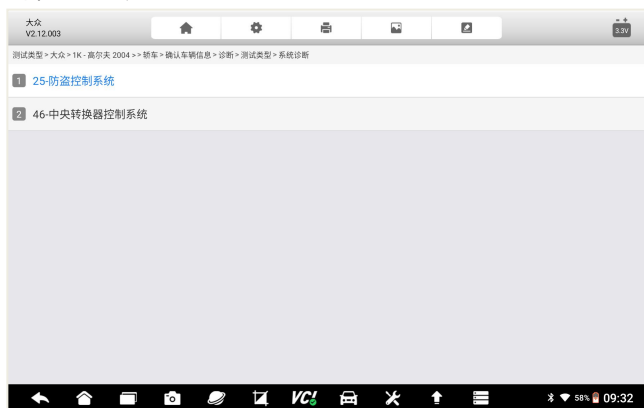 大众
V2.12.003
3.3V
测试类型 > 大众 > 1K - 高尔夫 2004 > > 轿车 > 确认车辆信息 > 诊断 > 测试类型 > 系统诊断
1 25-防盗控制系统
2 46-中央转换器控制系统
VC! 58% 09:32